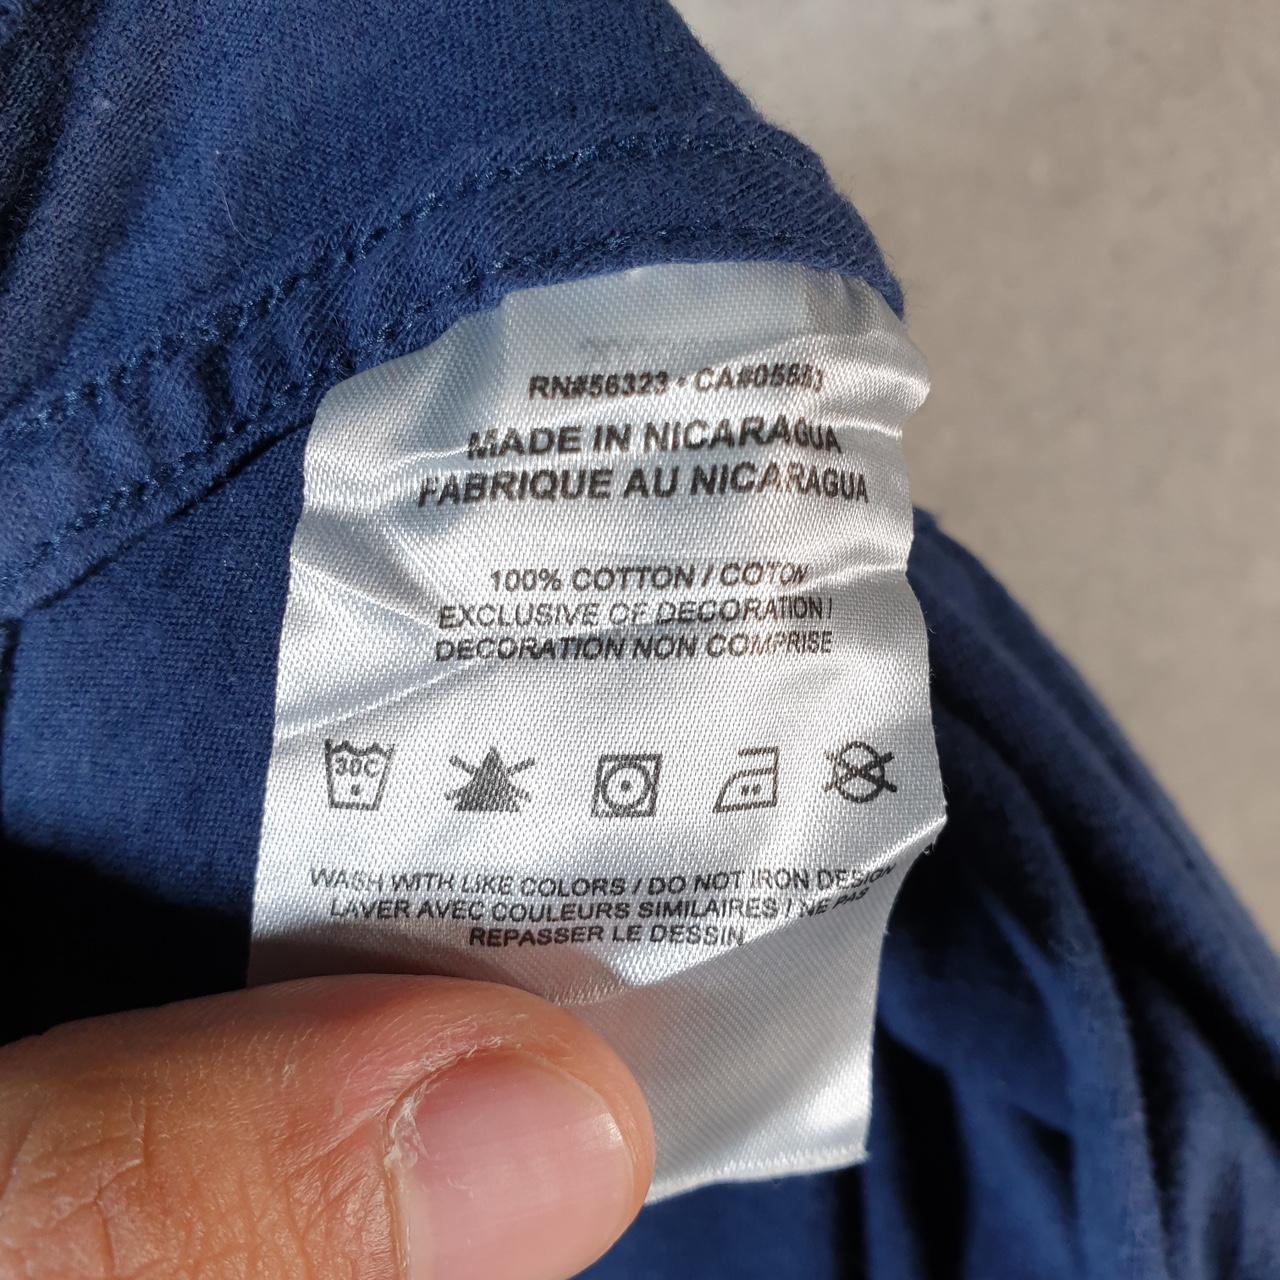 RN#56323 - CA#05883
MADE IN NICARAGUA
FABRIQUE AU NICARAGUA
100% COTTON / COTON
EXCLUSIVE OF DECORATION /
DECORATION NON COMPRISE
30C
WASH WITH LIKE COLORS / DO NOT IRON DESIGN
LAVER AVEC COULEURS SIMILAIRES / NE PAS
REPASSER LE DESSIN